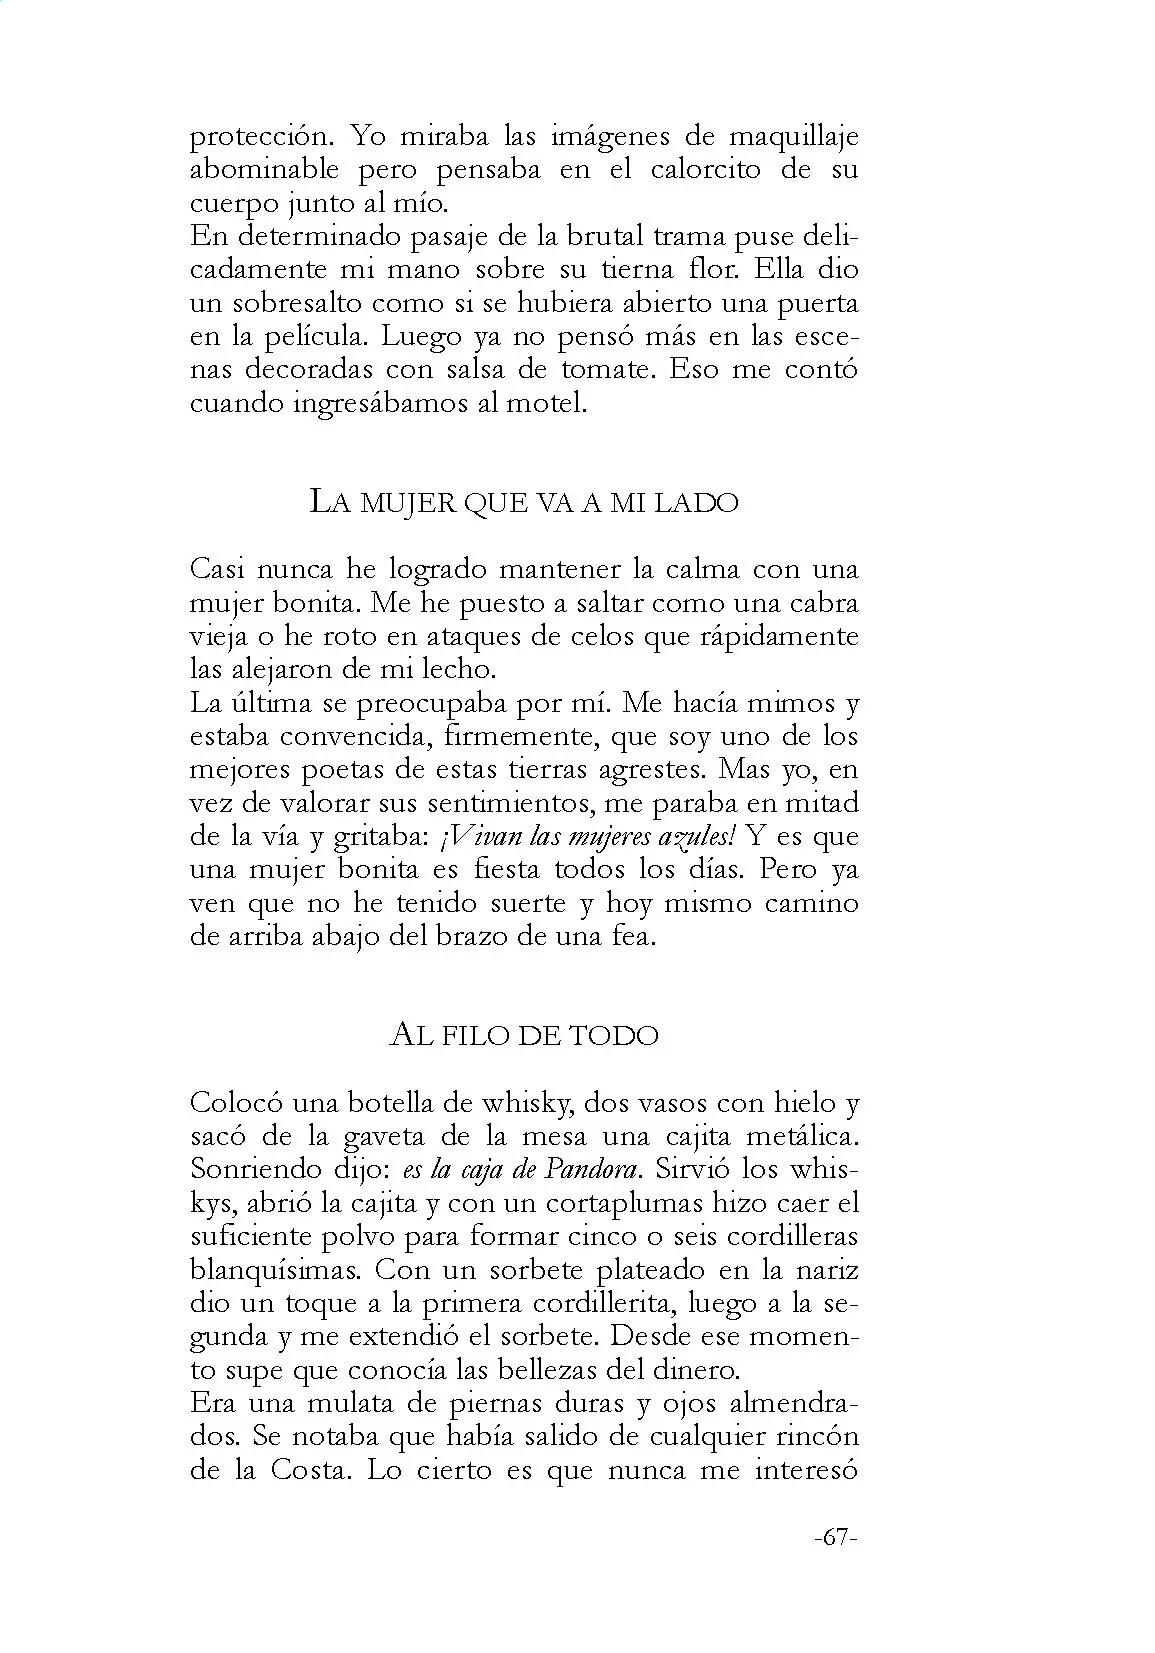 protección. Yo miraba las imágenes de maquillaje
abominable pero pensaba en el calorcito de su
cuerpo junto al mío.
En determinado pasaje de la brutal trama puse deli-
cadamente mi mano sobre su tierna flor. Ella dio
un sobresalto como si se hubiera abierto una puerta
en la película. Luego ya no pensó más en las esce-
nas decoradas con salsa de tomate. Eso me contó
cuando ingresábamos al motel.
LA MUJER QUE VA A MI LADO
Casi nunca he logrado mantener la calma con una
mujer bonita. Me he puesto a saltar como una cabra
vieja o he roto en ataques de celos que rápidamente
las alejaron de mi lecho.
La última se preocupaba por mí. Me hacía mimos y
estaba convencida, firmemente, que soy uno de los
mejores poetas de estas tierras agrestes. Mas yo, en
vez de valorar sus sentimientos, me paraba en mitad
de la vía y gritaba: ¡Vivan las mujeres azules! Y es que
una mujer bonita es fiesta todos los días. Pero ya
ven que no he tenido suerte y hoy mismo camino
de arriba abajo del brazo de una fea.
AL FILO DE TODO
Colocó una botella de whisky, dos vasos con hielo y
sacó de la gaveta de la mesa una cajita metálica.
Sonriendo dijo: es la caja de Pandora. Sirvió los whis-
kys, abrió la cajita y con un cortaplumas hizo caer el
suficiente polvo para formar cinco o seis cordilleras
blanquísimas. Con un sorbete plateado en la nariz
dio un toque a la primera cordillerita, luego a la se-
gunda y me extendió el sorbete. Desde ese momen-
to supe que conocía las bellezas del dinero.
Era una mulata de piernas duras y ojos almendra-
dos. Se notaba que había salido de cualquier rincón
de la Costa. Lo cierto es que nunca me interesó
-67-